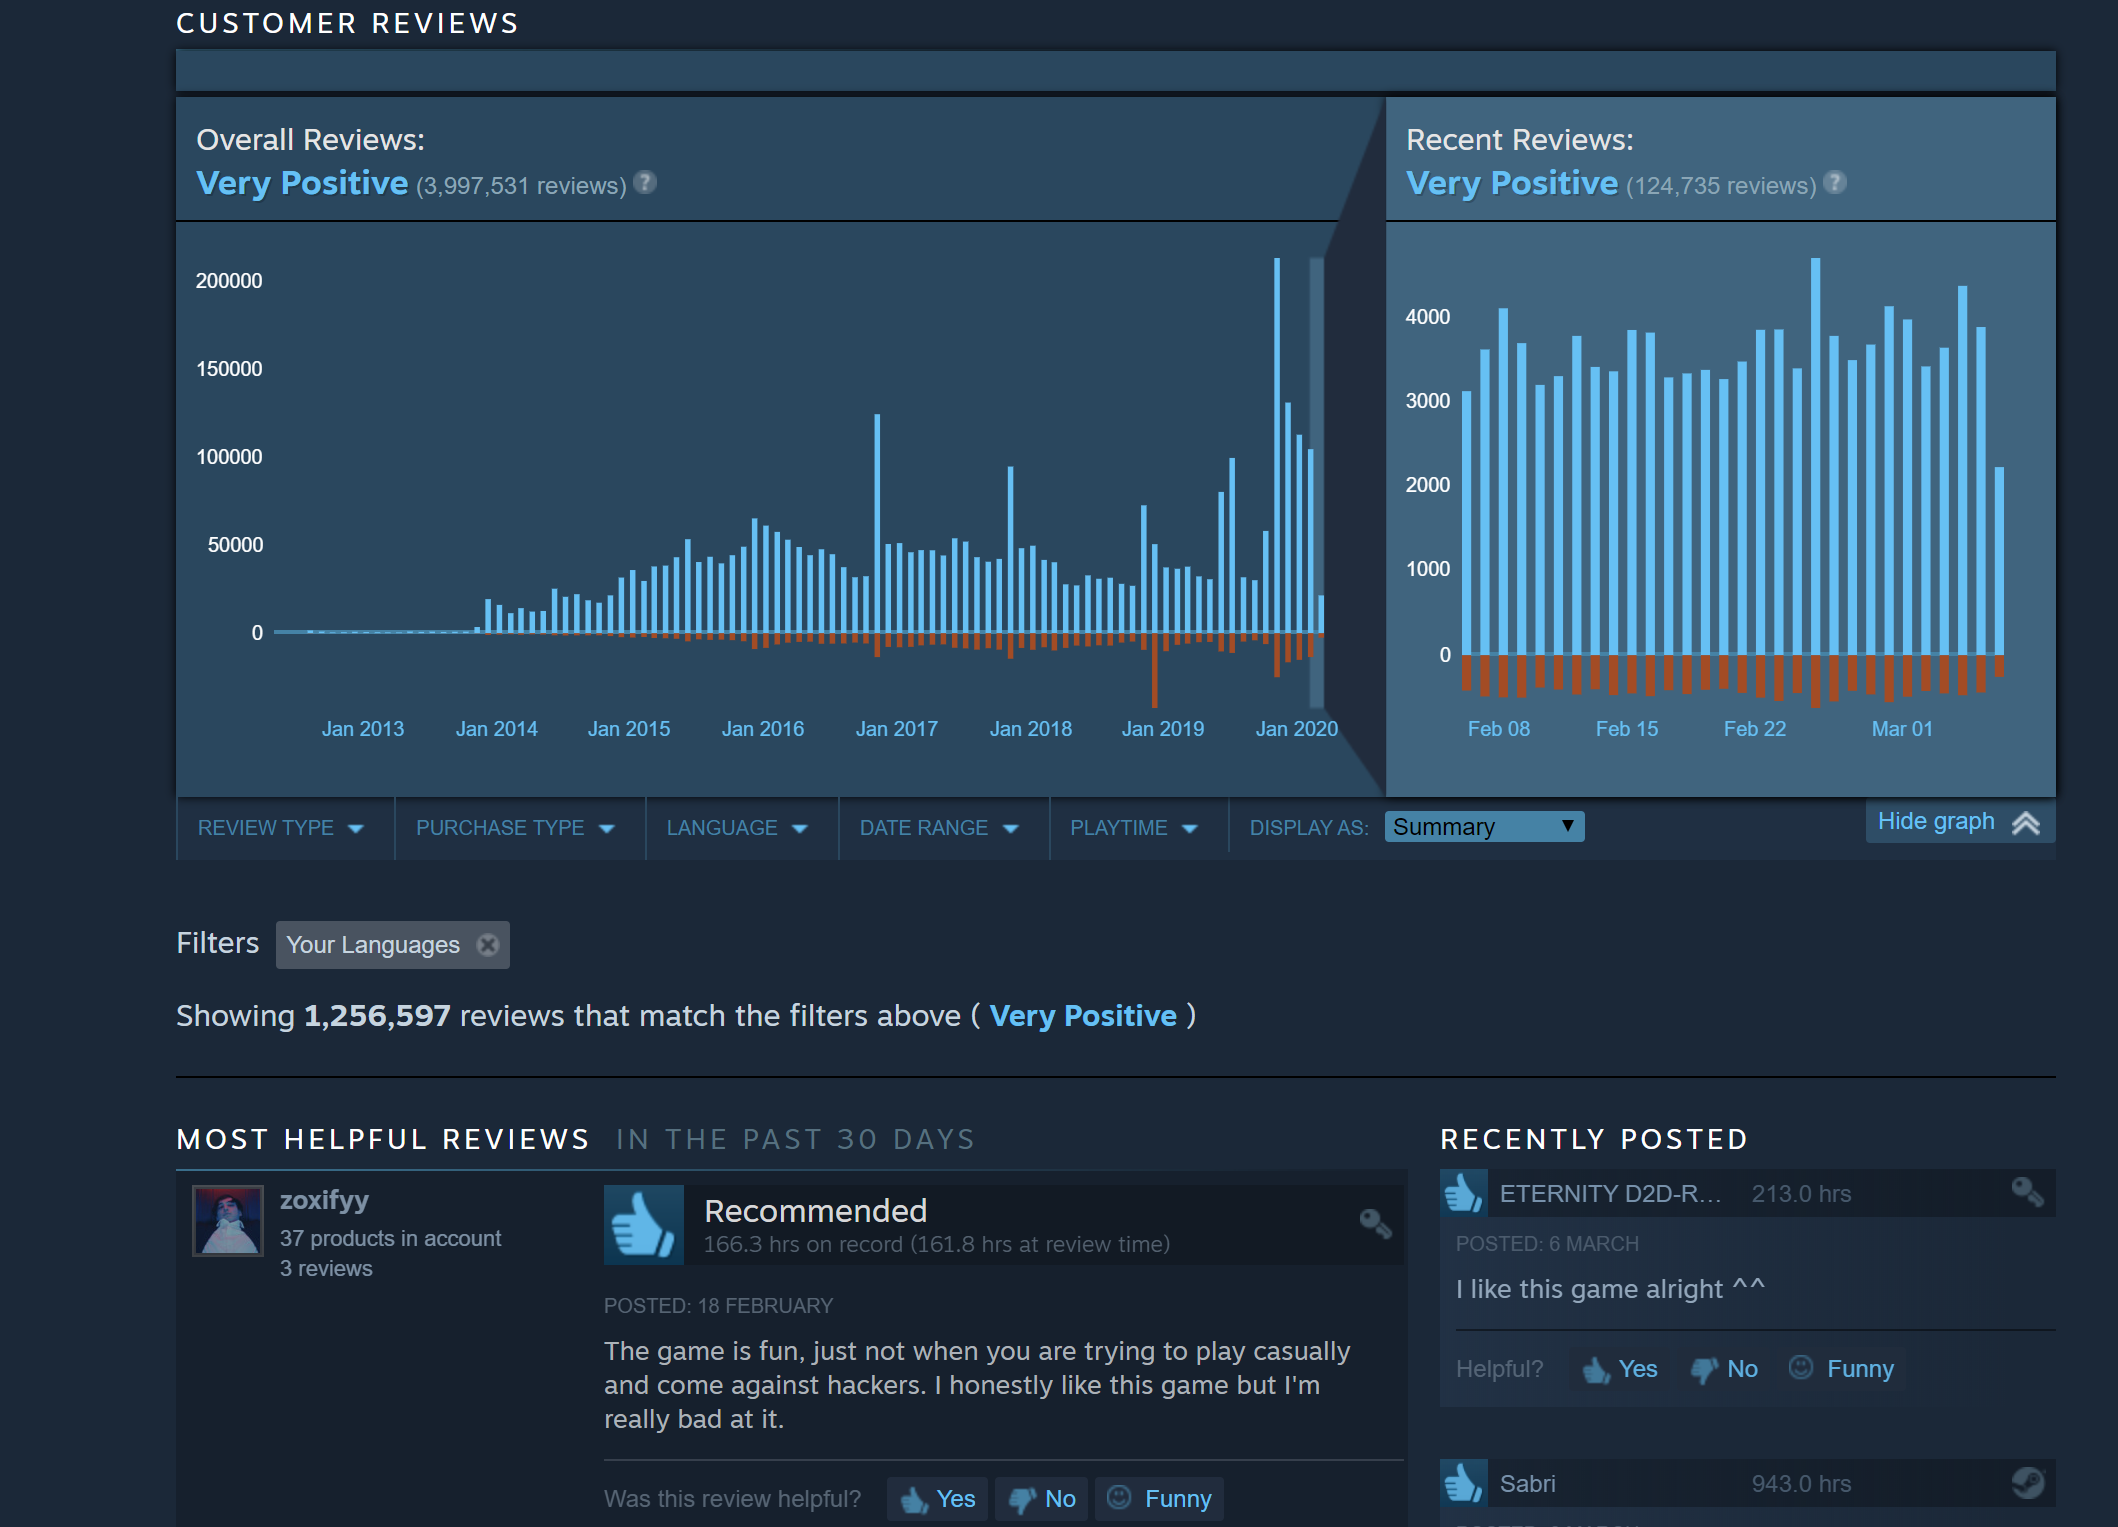 CUSTOMER REVIEWS
Overall Reviews:
Very Positive (3,997,531 reviews) ?
200000
150000
100000
50000
0
Jan 2013 Jan 2014 Jan 2015 Jan 2016 Jan 2017 Jan 2018 Jan 2019 Jan 2020
Recent Reviews:
Very Positive (124,735 reviews) ?
4000
3000
2000
1000
0
Feb 08 Feb 15 Feb 22 Mar 01
REVIEW TYPE PURCHASE TYPE LANGUAGE DATE RANGE PLAYTIME DISPLAY AS: Summary Hide graph
Filters Your Languages
Showing 1,256,597 reviews that match the filters above ( Very Positive )
MOST HELPFUL REVIEWS IN THE PAST 30 DAYS
zoxifyy
37 products in account
3 reviews
Recommended
166.3 hrs on record (161.8 hrs at review time)
POSTED: 18 FEBRUARY
The game is fun, just not when you are trying to play casually
and come against hackers. I honestly like this game but I'm
really bad at it.
Was this review helpful? Yes No Funny
RECENTLY POSTED
ETERNITY D2D-R... 213.0 hrs
POSTED: 6 MARCH
I like this game alright ^^
Helpful? Yes No Funny
Sabri 943.0 hrs